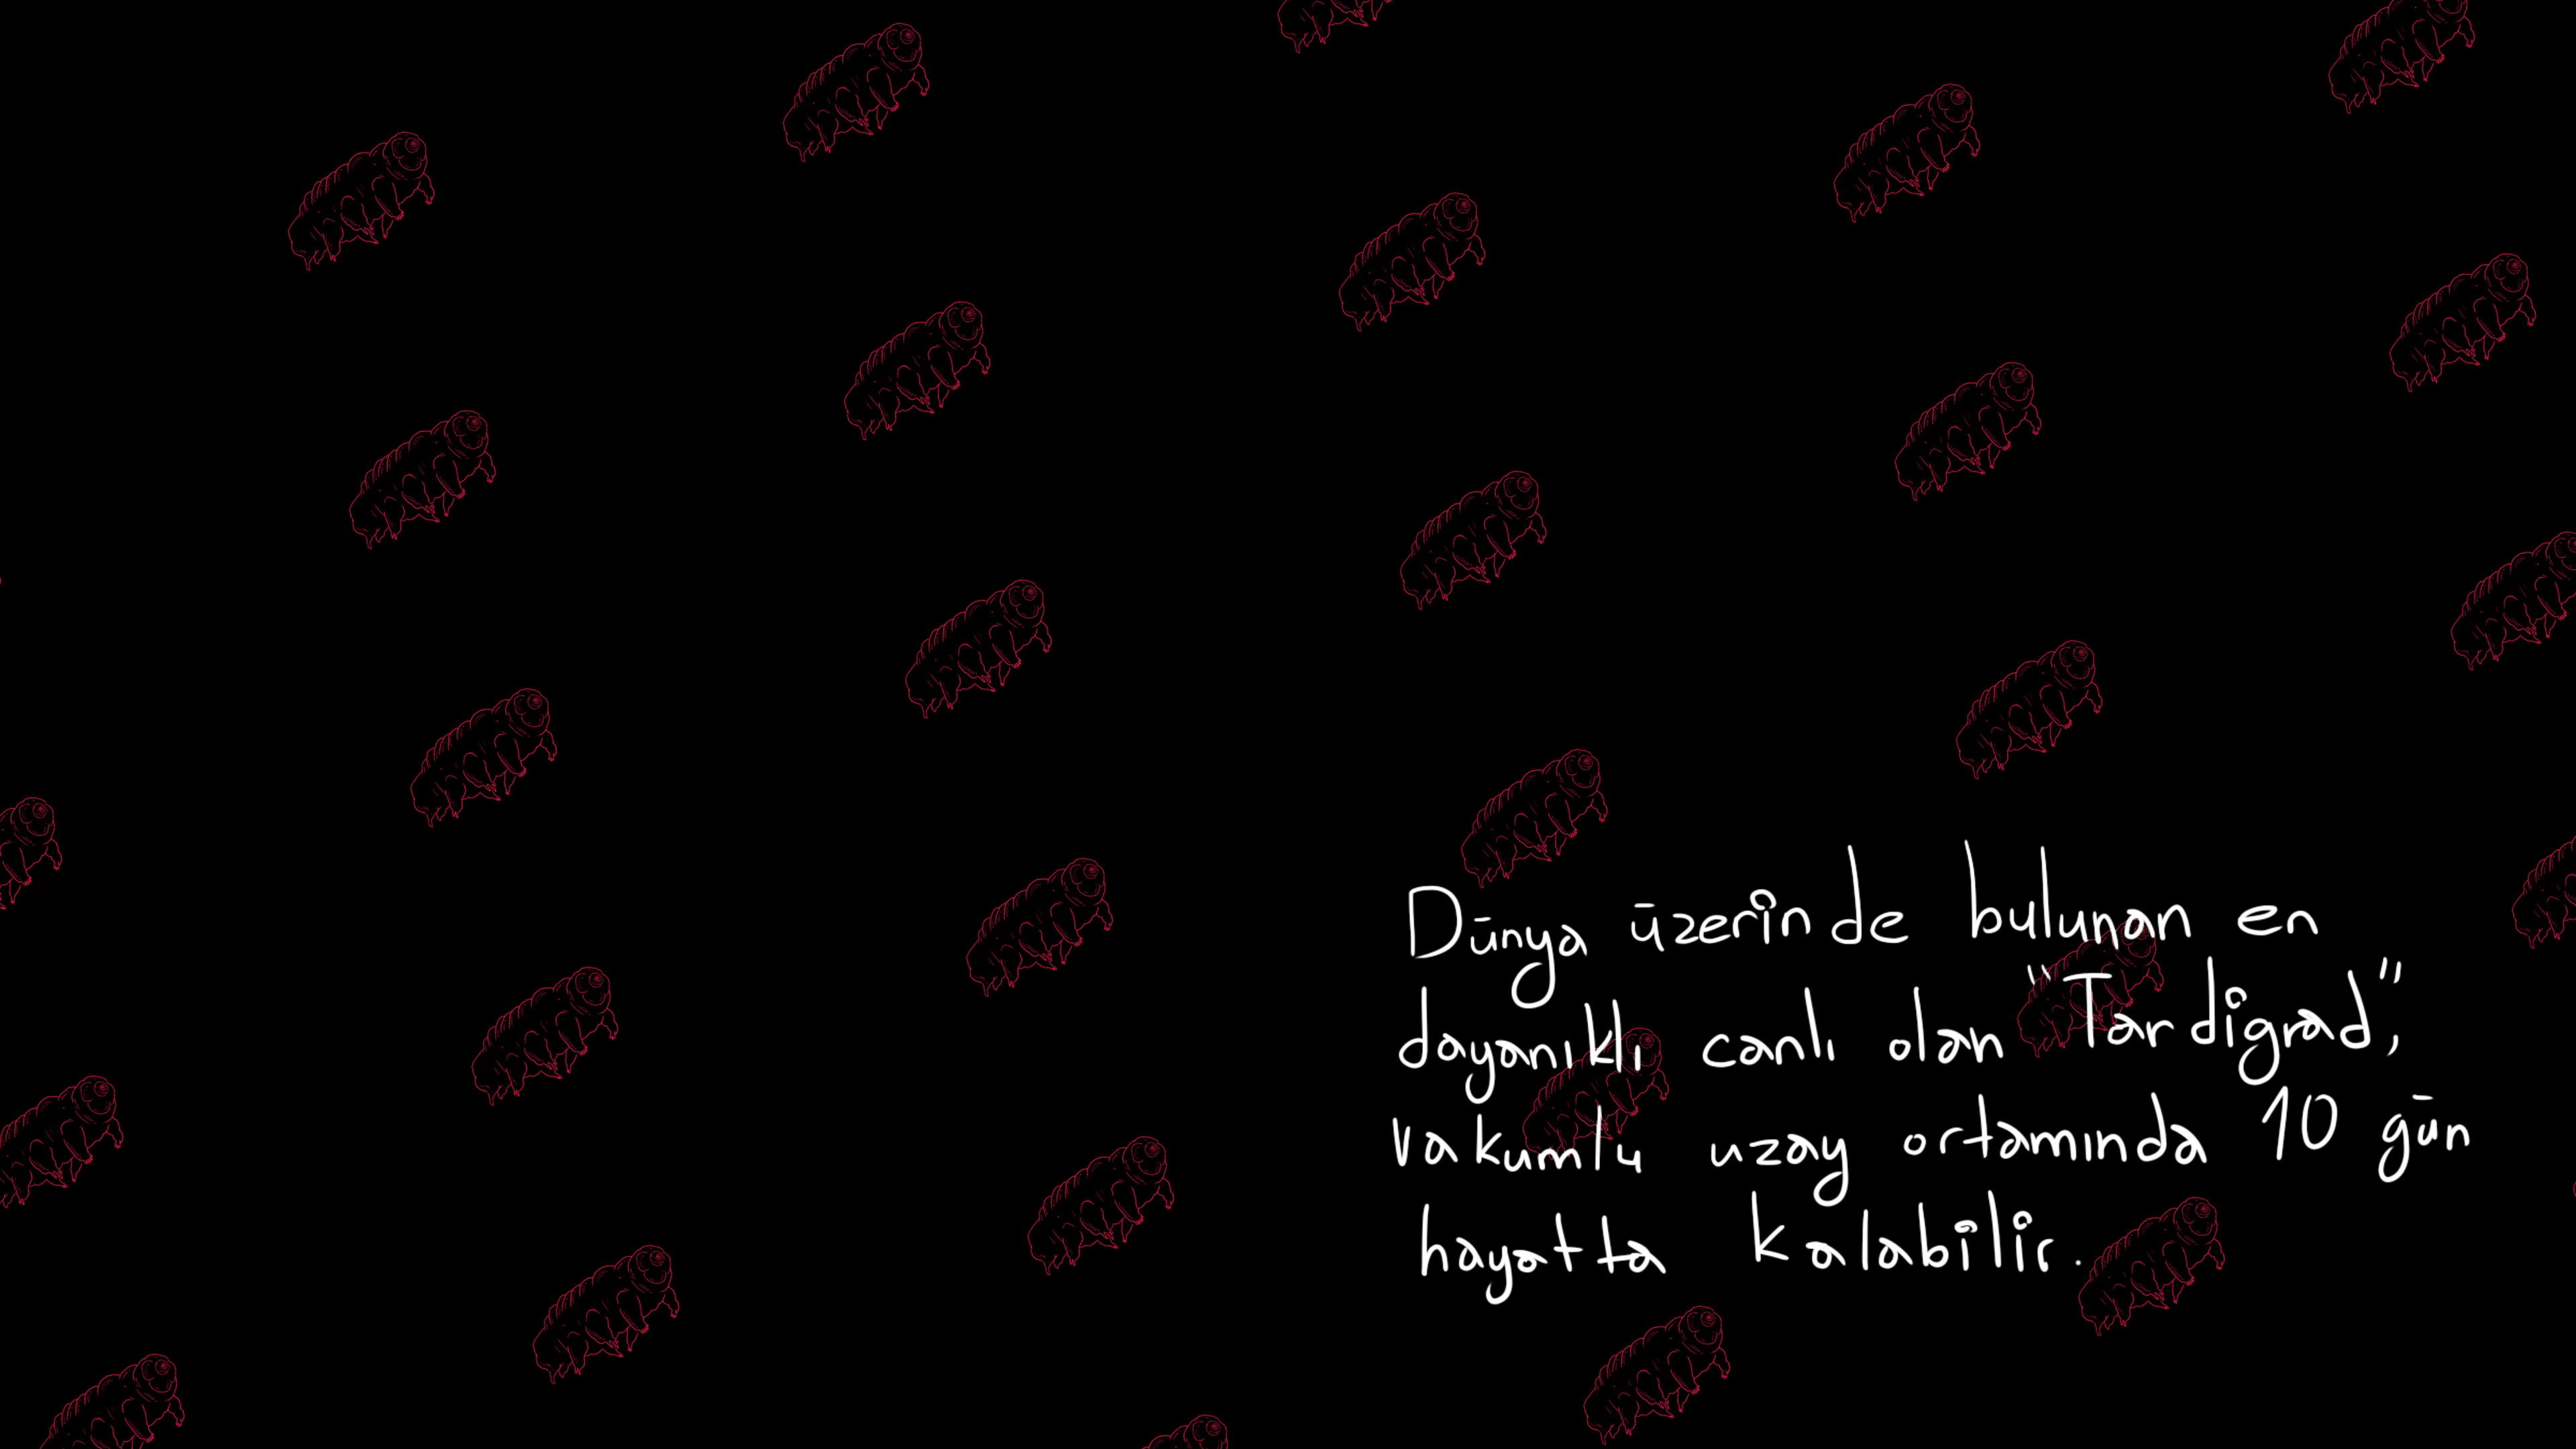 Dünya üzerinde bulunan en
dayanıklı canlı olan "Tardigrad",
vakumlu uzay ortamında 10 gün
hayatta kalabilir.